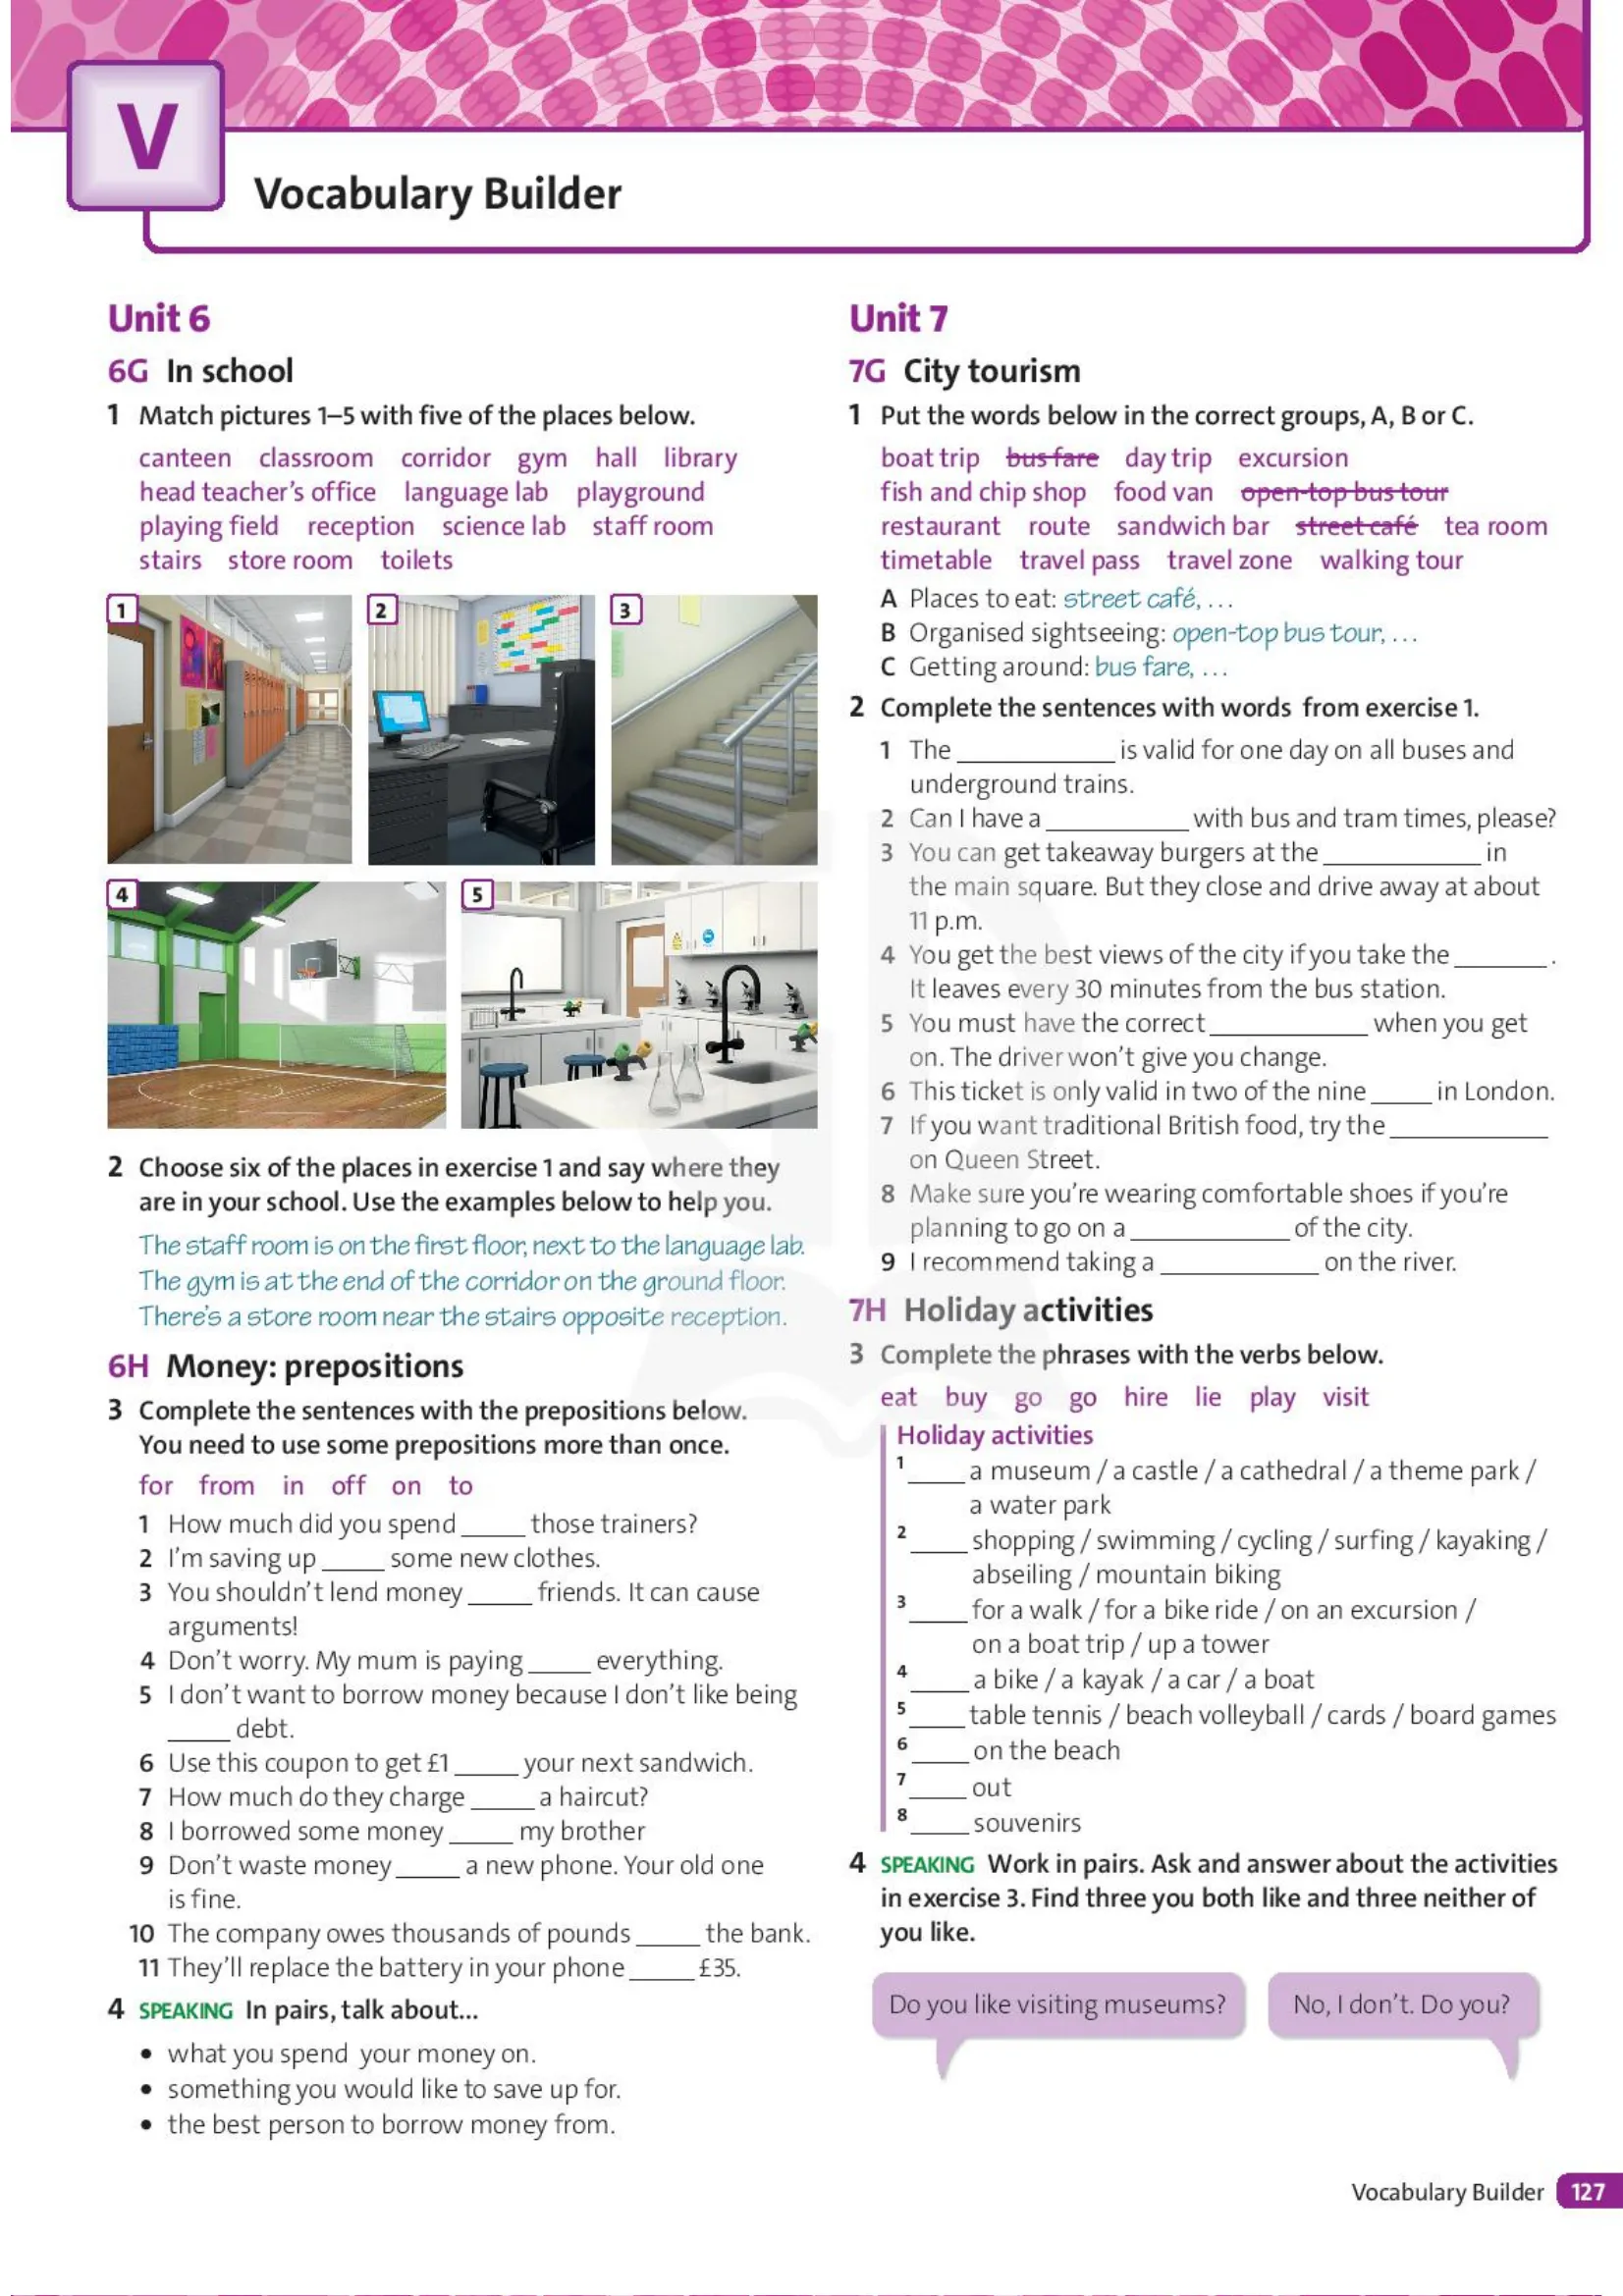 V
Vocabulary Builder
Unit 6
6G In school
1 Match pictures 1–5 with five of the places below.
canteen classroom corridor gym hall library
head teacher's office language lab playground
playing field reception science lab staff room
stairs store room toilets
1
2
3
4
5
2 Choose six of the places in exercise 1 and say where they
are in your school. Use the examples below to help you.
The staff room is on the first floor, next to the language lab.
The gym is at the end of the corridor on the ground floor.
There's a store room near the stairs opposite reception.
6H Money: prepositions
3 Complete the sentences with the prepositions below.
You need to use some prepositions more than once.
for from in off on to
1 How much did you spend _____ those trainers?
2 I'm saving up _____ some new clothes.
3 You shouldn't lend money _____ friends. It can cause
arguments!
4 Don't worry. My mum is paying _____ everything.
5 I don't want to borrow money because I don't like being
_____ debt.
6 Use this coupon to get £1 _____ your next sandwich.
7 How much do they charge _____ a haircut?
8 I borrowed some money _____ my brother
9 Don't waste money _____ a new phone. Your old one
is fine.
10 The company owes thousands of pounds _____ the bank.
11 They'll replace the battery in your phone _____ £35.
4 SPEAKING In pairs, talk about...
• what you spend your money on.
• something you would like to save up for.
• the best person to borrow money from.
Unit 7
7G City tourism
1 Put the words below in the correct groups, A, B or C.
boat trip bus fare day trip excursion
fish and chip shop food van open-top bus tour
restaurant route sandwich bar street café tea room
timetable travel pass travel zone walking tour
A Places to eat: street café, ...
B Organised sightseeing: open-top bus tour, ...
C Getting around: bus fare, ...
2 Complete the sentences with words from exercise 1.
1 The _____ is valid for one day on all buses and
underground trains.
2 Can I have a _____ with bus and tram times, please?
3 You can get takeaway burgers at the _____ in
the main square. But they close and drive away at about
11 p.m.
4 You get the best views of the city if you take the _____ .
It leaves every 30 minutes from the bus station.
5 You must have the correct _____ when you get
on. The driver won't give you change.
6 This ticket is only valid in two of the nine _____ in London.
7 If you want traditional British food, try the _____
on Queen Street.
8 Make sure you're wearing comfortable shoes if you're
planning to go on a _____ of the city.
9 I recommend taking a _____ on the river.
7H Holiday activities
3 Complete the phrases with the verbs below.
eat buy go go hire lie play visit
Holiday activities
1 _____ a museum / a castle / a cathedral / a theme park /
a water park
2 _____ shopping / swimming / cycling / surfing / kayaking /
abseiling / mountain biking
3 _____ for a walk / for a bike ride / on an excursion /
on a boat trip / up a tower
4 _____ a bike / a kayak / a car / a boat
5 _____ table tennis / beach volleyball / cards / board games
6 _____ on the beach
7 _____ out
8 _____ souvenirs
4 SPEAKING Work in pairs. Ask and answer about the activities
in exercise 3. Find three you both like and three neither of
you like.
Do you like visiting museums?
No, I don't. Do you?
Vocabulary Builder 127